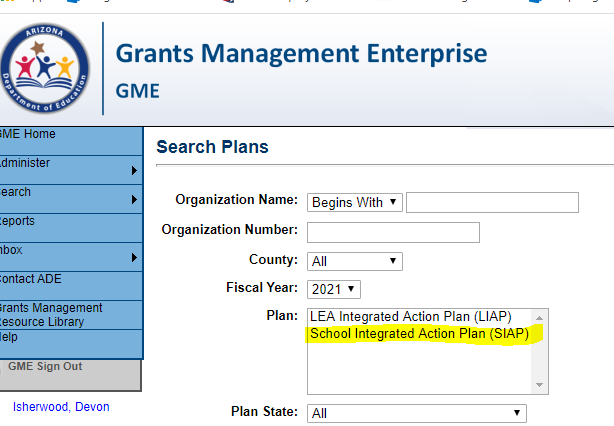 ARIZONA
Department of Education
Grants Management Enterprise
GME
GME Home
Administer
Search
Reports
Inbox
Contact ADE
Grants Management
Resource Library
Help
GME Sign Out
Isherwood, Devon
Search Plans
Organization Name: Begins With
Organization Number:
County: All
Fiscal Year: 2021
Plan: LEA Integrated Action Plan (LIAP)
School Integrated Action Plan (SIAP)
Plan State: All